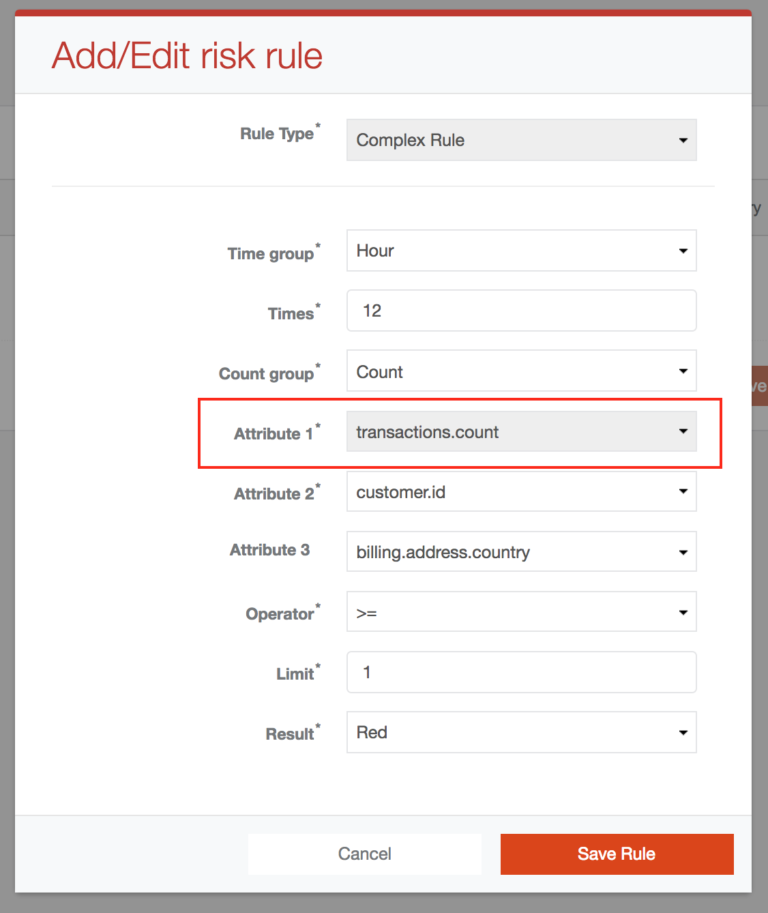 Add/Edit risk rule
Rule Type* Complex Rule
y
Time group* Hour
Times* 12
Count group* Count
ve
Attribute 1* transactions.count
Attribute 2* customer.id
Attribute 3 billing.address.country
Operator* >=
Limit* 1
Result* Red
Cancel Save Rule